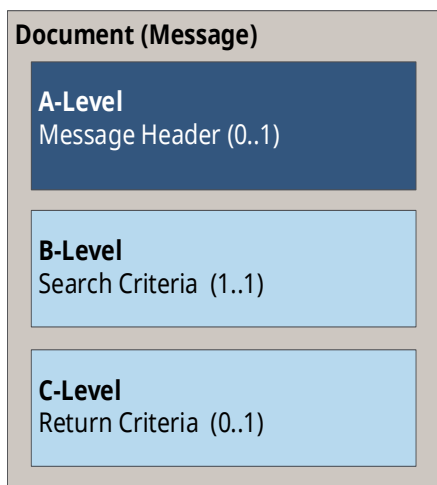 Document (Message)
A-Level
Message Header (0..1)
B-Level
Search Criteria (1..1)
C-Level
Return Criteria (0..1)